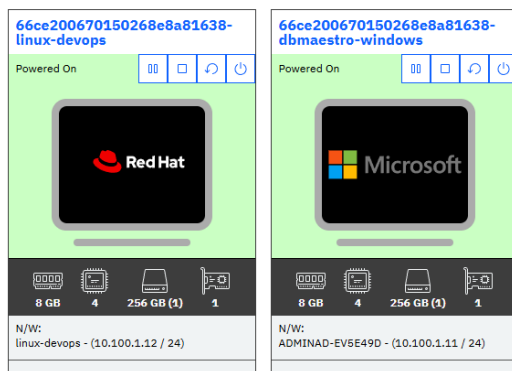 66ce200670150268e8a81638-
linux-devops
Powered On
Red Hat
8 GB 4 256 GB (1) 1
N/W:
linux-devops - (10.100.1.12 / 24)
66ce200670150268e8a81638-
dbmaestro-windows
Powered On
Microsoft
8 GB 4 256 GB (1) 1
N/W:
ADMINAD-EV5E49D - (10.100.1.11 / 24)